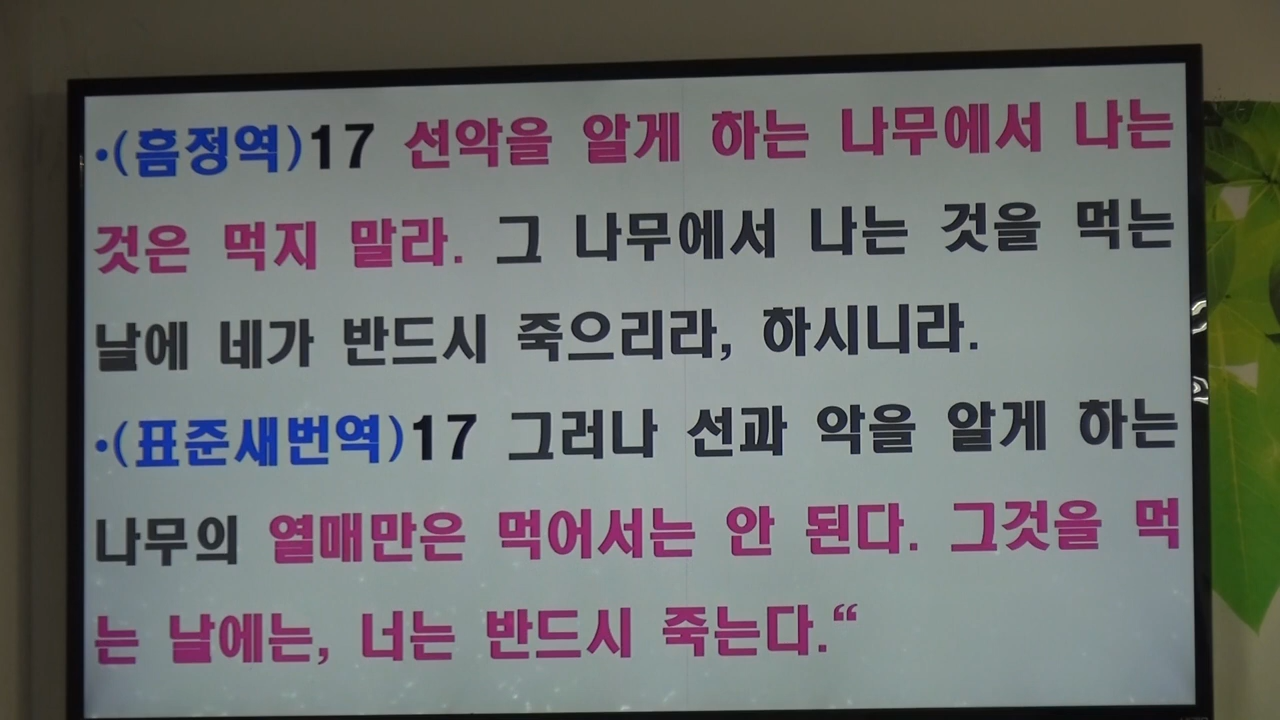 •(흠정역)17 선악을 알게 하는 나무에서 나는
것은 먹지 말라. 그 나무에서 나는 것을 먹는
날에 네가 반드시 죽으리라, 하시니라.
•(표준새번역)17 그러나 선과 악을 알게 하는
나무의 열매만은 먹어서는 안 된다. 그것을 먹
는 날에는, 너는 반드시 죽는다.“